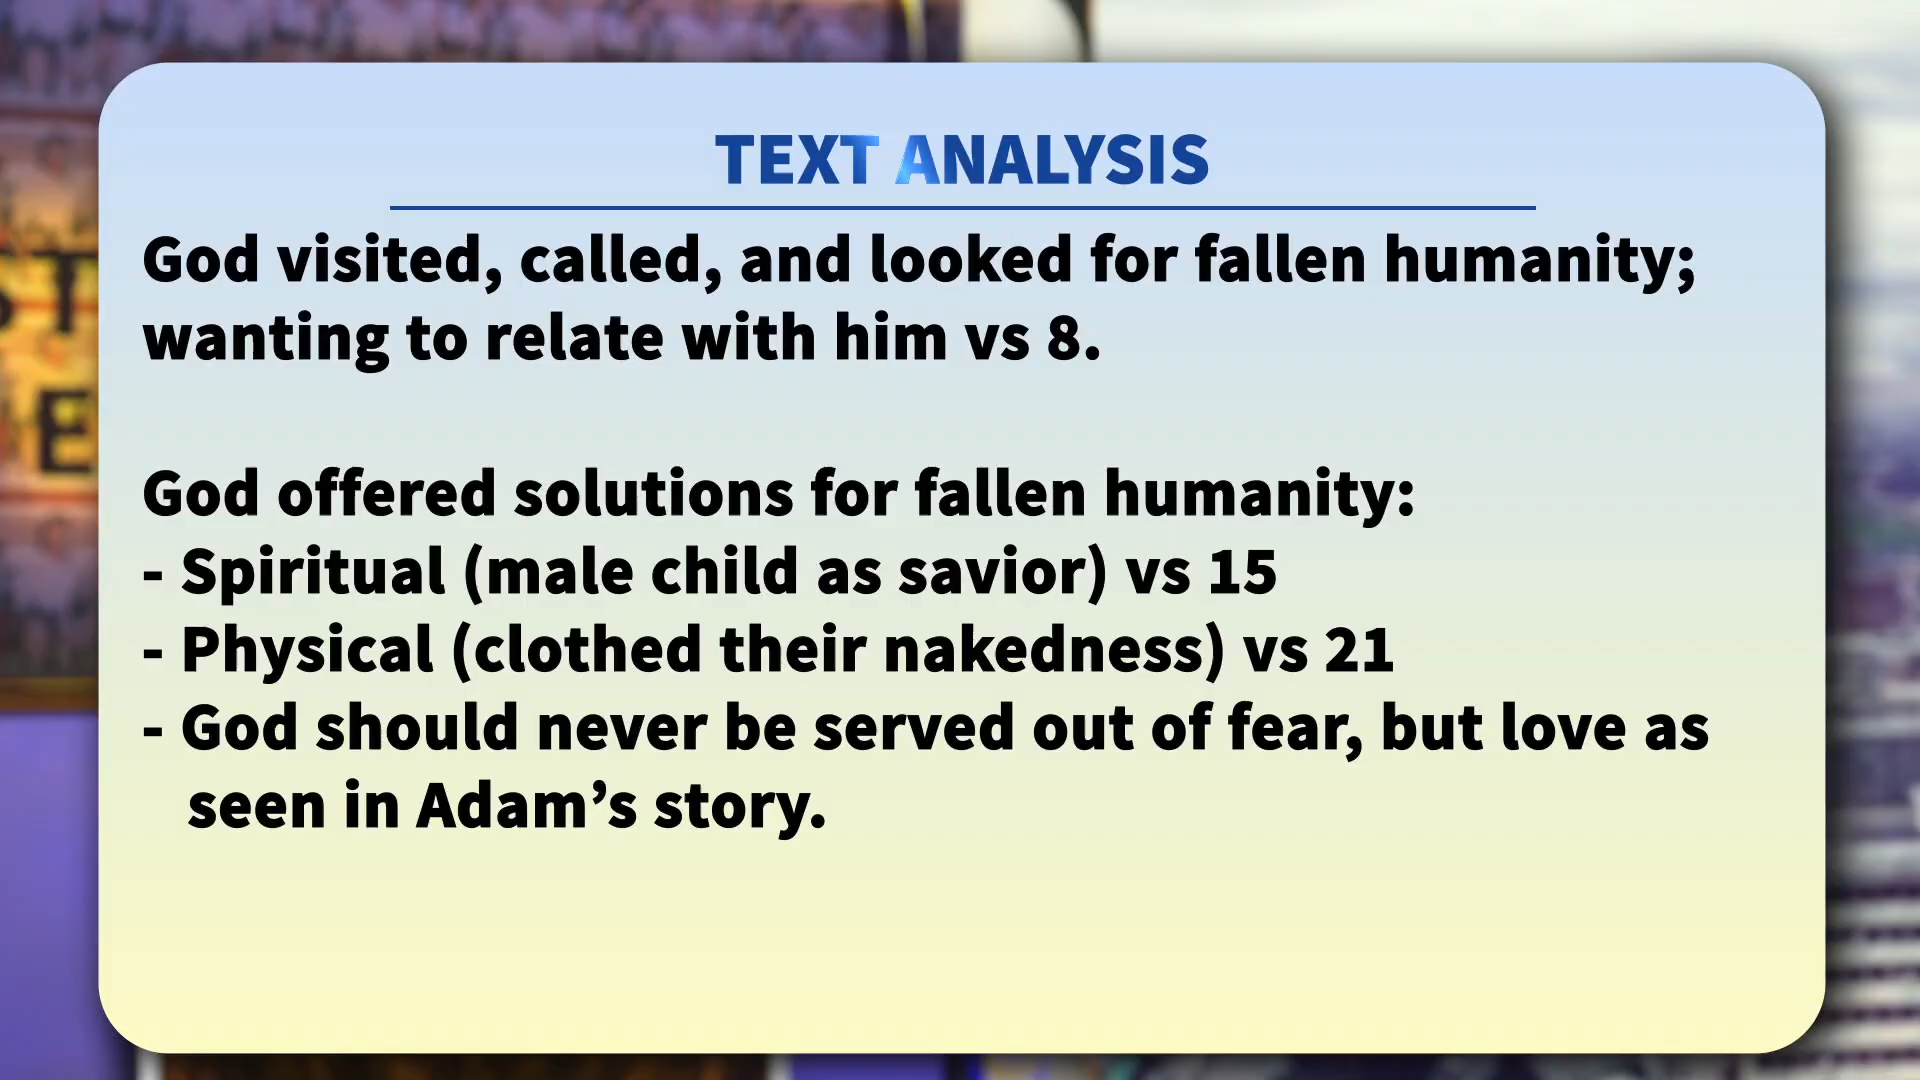 TEXT ANALYSIS
God visited, called, and looked for fallen humanity;
wanting to relate with him vs 8.
God offered solutions for fallen humanity:
- Spiritual (male child as savior) vs 15
- Physical (clothed their nakedness) vs 21
- God should never be served out of fear, but love as
seen in Adam’s story.